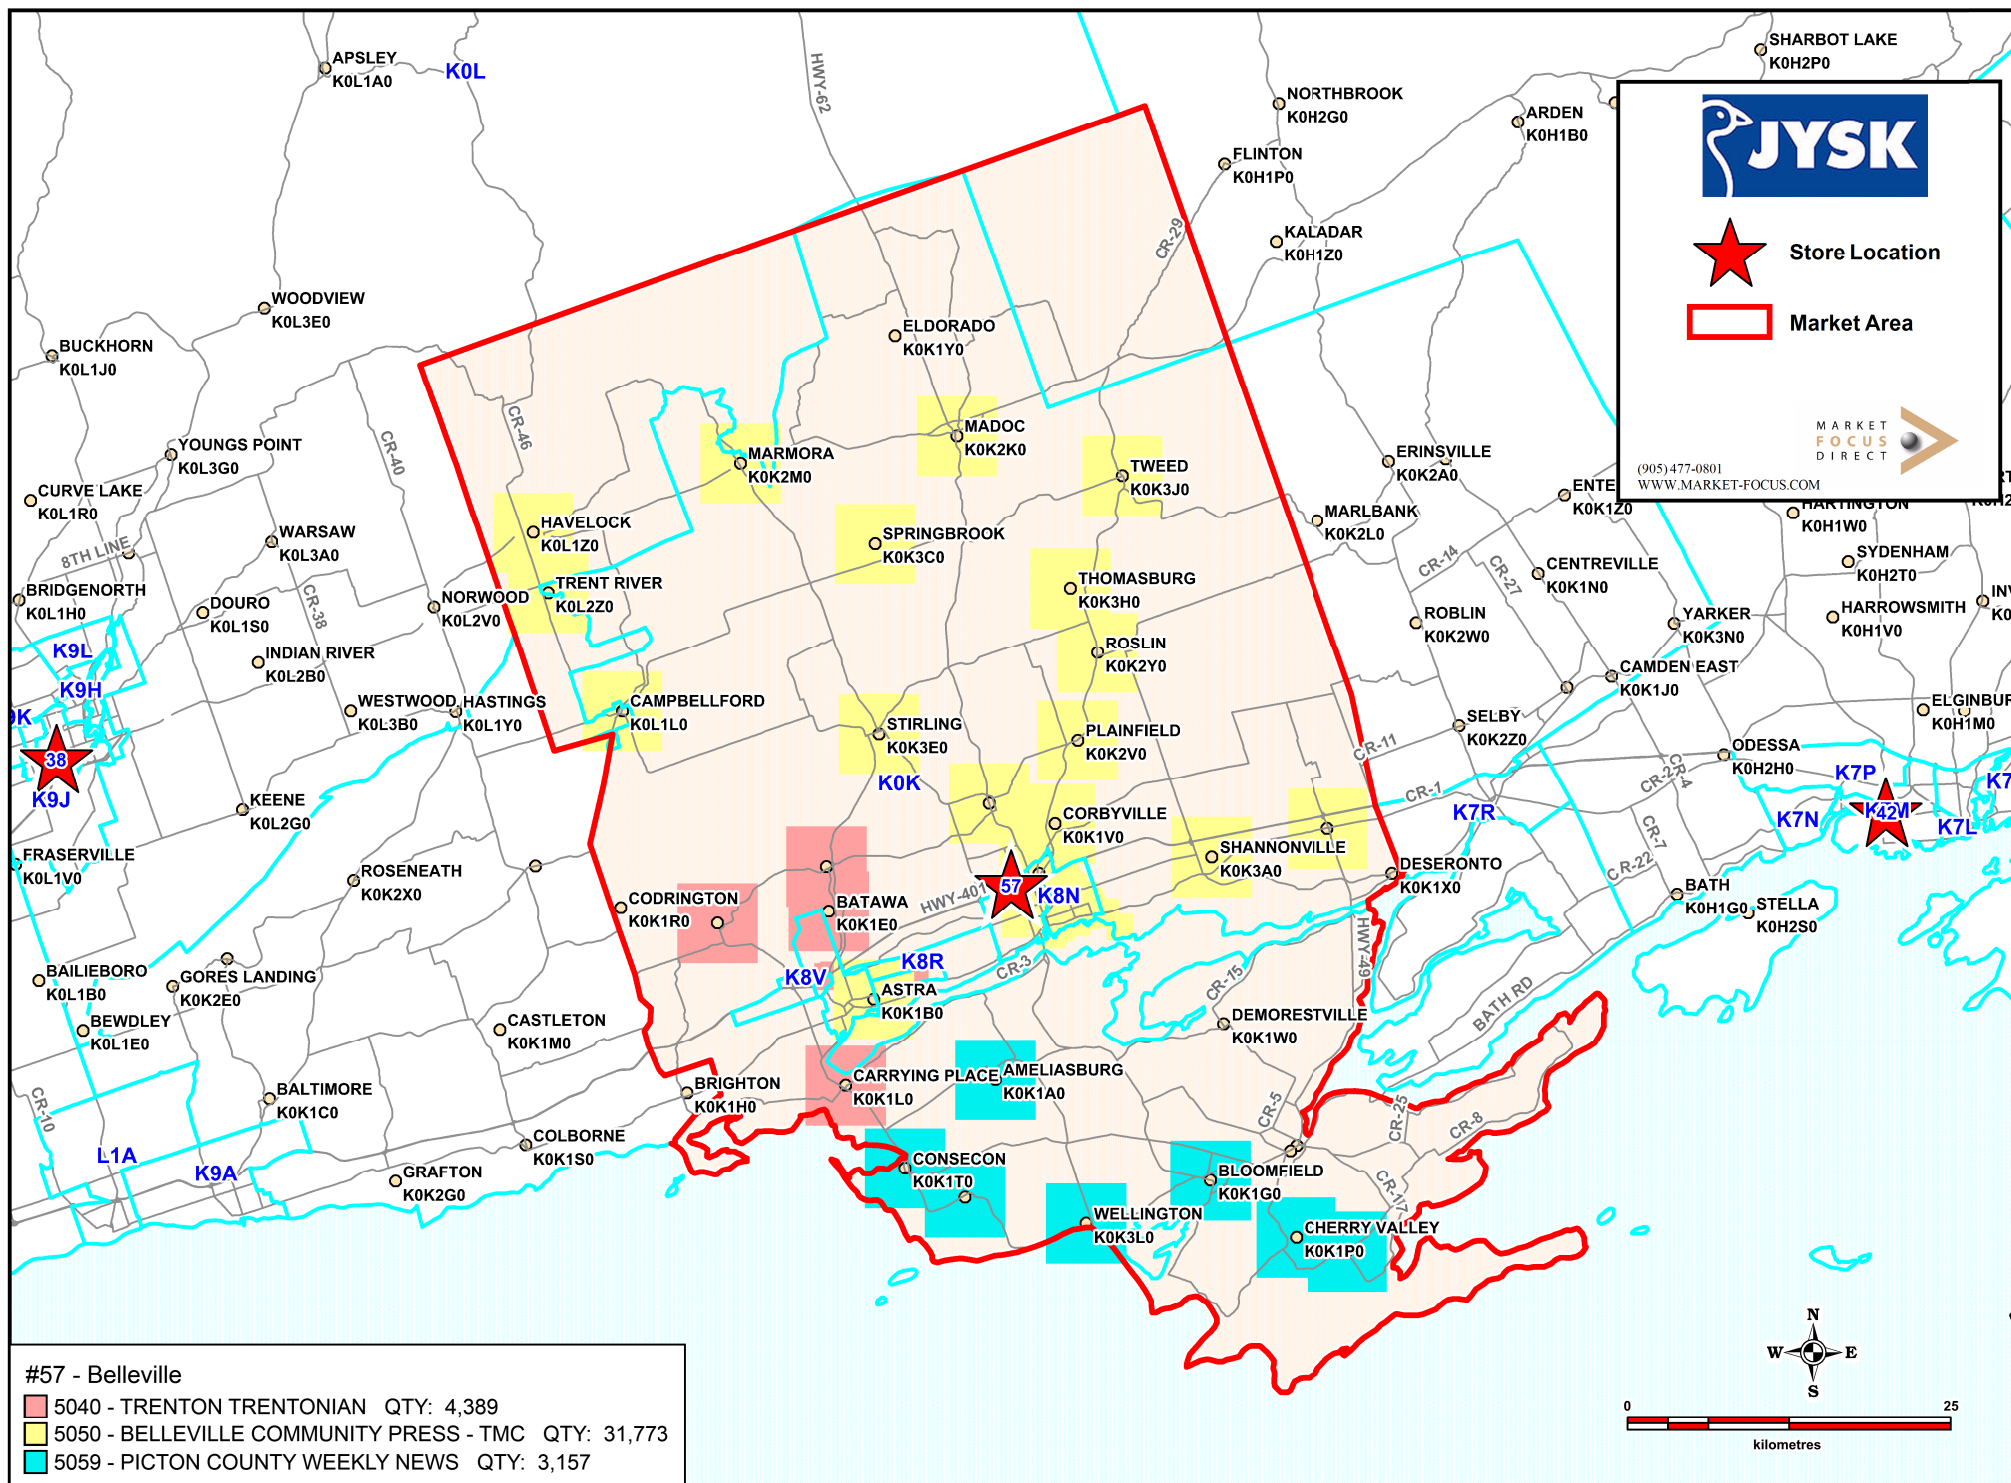 APSLEY
K0L1A0
K0L
HWY-62
SHARBOT LAKE
K0H2P0
NORTHBROOK
K0H2G0
ARDEN
K0H1B0
FLINTON
K0H1P0
KALADAR
K0H1Z0
CR-29
JYSK
Store Location
Market Area
MARKET
FOCUS
DIRECT
(905) 477-0801
WWW.MARKET-FOCUS.COM
WOODVIEW
K0L3E0
BUCKHORN
K0L1J0
ELDORADO
K0K1Y0
CR-46
CR-40
MADOC
K0K2K0
YOUNGS POINT
K0L3G0
MARMORA
K0K2M0
TWEED
K0K3J0
ERINSVILLE
K0K2A0
CURVE LAKE
K0L1R0
ENTE
K0K1Z0
HARTINGTON
K0H1W0
MARLBANK
K0K2L0
HAVELOCK
K0L1Z0
WARSAW
K0L3A0
8TH LINE
SPRINGBROOK
K0K3C0
CR-14
CR-27
SYDENHAM
K0H2T0
CENTREVILLE
K0K1N0
BRIDGENORTH
K0L1H0
DOURO
K0L1S0
CR-38
NORWOOD
K0L2V0
TRENT RIVER
K0L2Z0
THOMASBURG
K0K3H0
ROBLIN
K0K2W0
YARKER
K0K3N0
HARROWSMITH
K0H1V0
INV
K0
K9L
K9H
9K
INDIAN RIVER
K0L2B0
ROSLIN
K0K2Y0
CAMDEN EAST
K0K1J0
WESTWOOD
K0L3B0
HASTINGS
K0L1Y0
CAMPBELLFORD
K0L1L0
STIRLING
K0K3E0
PLAINFIELD
K0K2V0
SELBY
K0K2Z0
ELGINBUR
K0H1M0
38
K9J
K0K
CR-11
CR-1
CR-2
CR-4
ODESSA
K0H2H0
K7P
K7
KEENE
K0L2G0
CORBYVILLE
K0K1V0
K7R
K7N
42
K7L
CR-7
CR-22
FRASERVILLE
K0L1V0
ROSENEATH
K0K2X0
SHANNONVILLE
K0K3A0
DESERONTO
K0K1X0
BATH
K0H1G0
STELLA
K0H2S0
57
K8N
HWY-401
CODRINGTON
K0K1R0
BATAWA
K0K1E0
HWY-49
BAILIEBORO
K0L1B0
GORES LANDING
K0K2E0
K8V
K8R
CR-3
CR-15
ASTRA
K0K1B0
BATH RD
BEWDLEY
K0L1E0
CASTLETON
K0K1M0
DEMORESTVILLE
K0K1W0
CR-10
BALTIMORE
K0K1C0
BRIGHTON
K0K1H0
CARRYING PLACE
K0K1L0
AMELIASBURG
K0K1A0
CR-5
CR-25
CR-8
L1A
K9A
COLBORNE
K0K1S0
GRAFTON
K0K2G0
CONSECON
K0K1T0
BLOOMFIELD
K0K1G0
CR-17
WELLINGTON
K0K3L0
CHERRY VALLEY
K0K1P0
N
W E
S
0 25
kilometres
#57 - Belleville
5040 - TRENTON TRENTONIAN QTY: 4,389
5050 - BELLEVILLE COMMUNITY PRESS - TMC QTY: 31,773
5059 - PICTON COUNTY WEEKLY NEWS QTY: 3,157